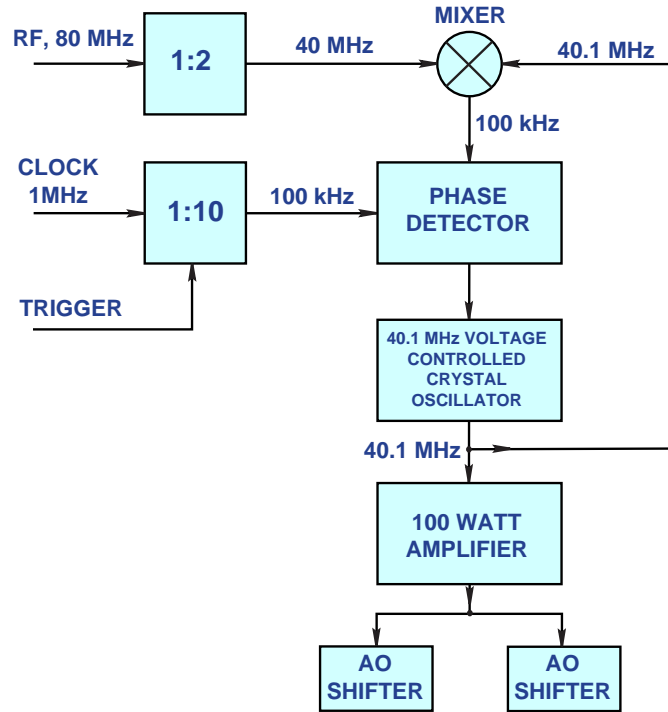 MIXER
RF, 80 MHz
1:2
40 MHz
40.1 MHz
100 kHz
CLOCK
1MHz
1:10
100 kHz
PHASE
DETECTOR
TRIGGER
40.1 MHz VOLTAGE
CONTROLLED
CRYSTAL
OSCILLATOR
40.1 MHz
100 WATT
AMPLIFIER
AO
SHIFTER
AO
SHIFTER